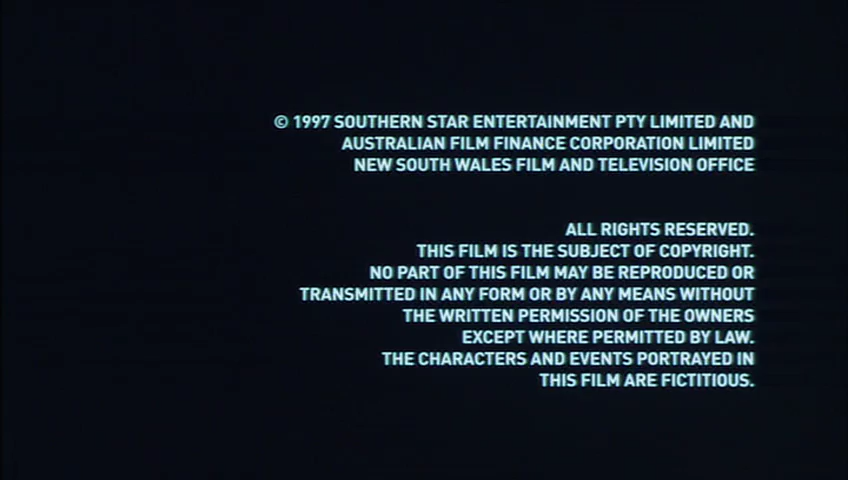 © 1997 SOUTHERN STAR ENTERTAINMENT PTY LIMITED AND
AUSTRALIAN FILM FINANCE CORPORATION LIMITED
NEW SOUTH WALES FILM AND TELEVISION OFFICE
ALL RIGHTS RESERVED.
THIS FILM IS THE SUBJECT OF COPYRIGHT.
NO PART OF THIS FILM MAY BE REPRODUCED OR
TRANSMITTED IN ANY FORM OR BY ANY MEANS WITHOUT
THE WRITTEN PERMISSION OF THE OWNERS
EXCEPT WHERE PERMITTED BY LAW.
THE CHARACTERS AND EVENTS PORTRAYED IN
THIS FILM ARE FICTITIOUS.